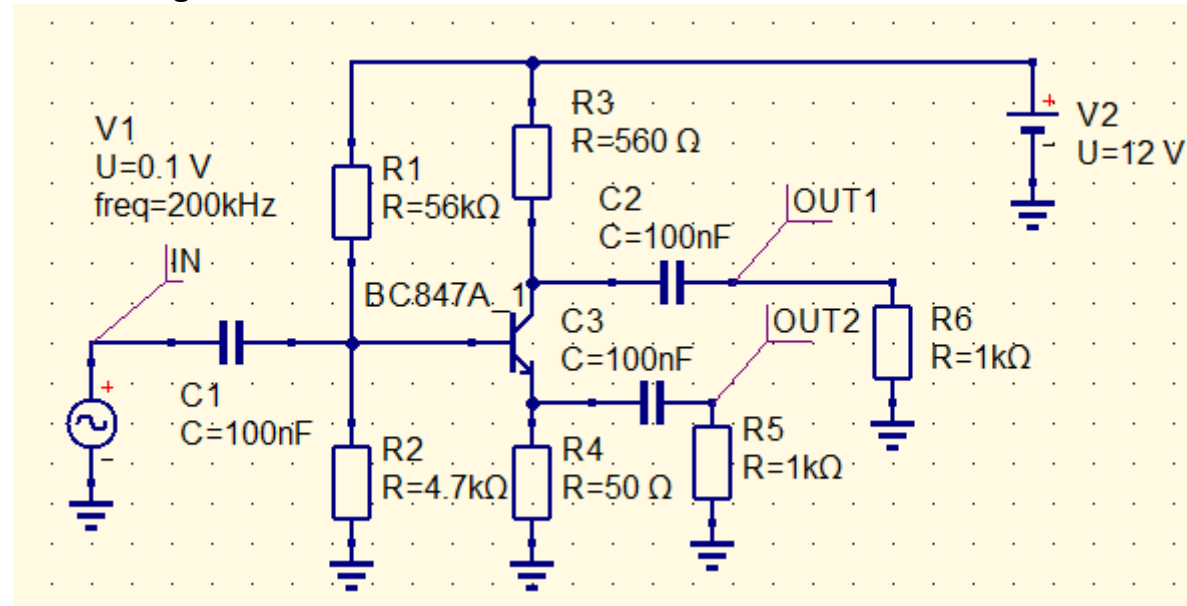 V1
U=0.1 V
freq=200kHz
IN
C1
C=100nF
R1
R=56kΩ
R2
R=4.7kΩ
BC847A_1
R3
R=560 Ω
C2
C=100nF
OUT1
C3
C=100nF
OUT2
R4
R=50 Ω
R5
R=1kΩ
R6
R=1kΩ
V2
U=12 V